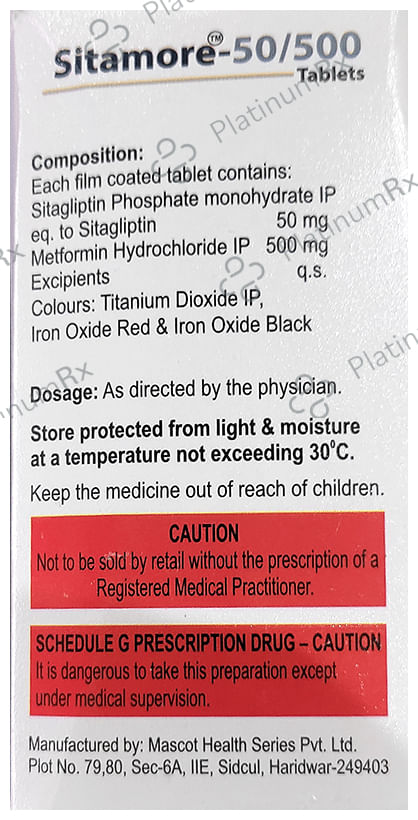 Sitamore™-50/500
Tablets
Composition:
Each film coated tablet contains:
Sitagliptin Phosphate monohydrate IP
eq. to Sitagliptin 50 mg
Metformin Hydrochloride IP 500 mg
Excipients q.s.
Colours: Titanium Dioxide IP,
Iron Oxide Red & Iron Oxide Black
Dosage: As directed by the physician.
Store protected from light & moisture
at a temperature not exceeding 30⁰C.
Keep the medicine out of reach of children.
CAUTION
Not to be sold by retail without the prescription of a
Registered Medical Practitioner.
SCHEDULE G PRESCRIPTION DRUG – CAUTION
It is dangerous to take this preparation except
under medical supervision.
Manufactured by: Mascot Health Series Pvt. Ltd.
Plot No. 79,80, Sec-6A, IIE, Sidcul, Haridwar-249403
PlatinumRx
PlatinumRx